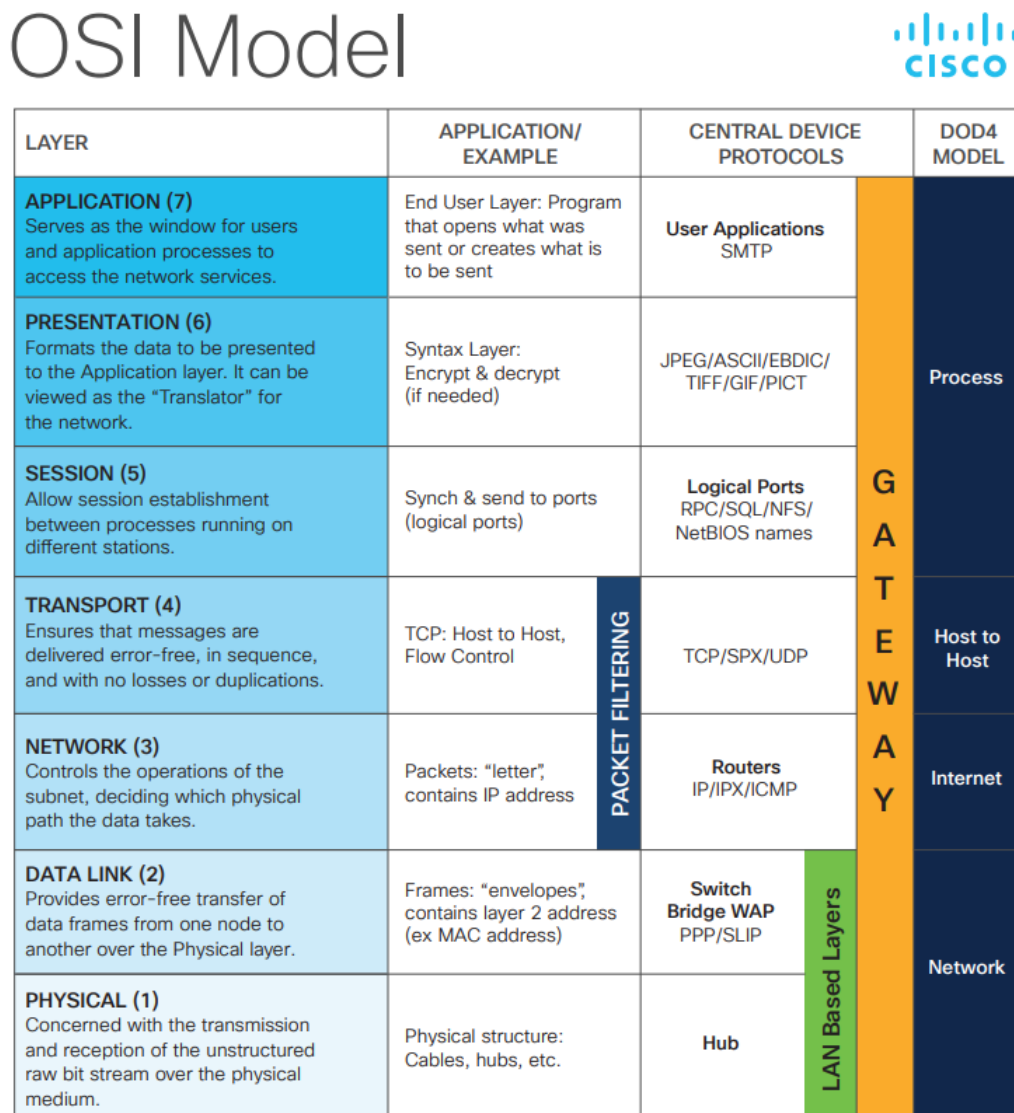 OSI Model
CISCO
LAYER
APPLICATION/
EXAMPLE
CENTRAL DEVICE
PROTOCOLS
DOD4
MODEL
APPLICATION (7)
Serves as the window for users
and application processes to
access the network services.
End User Layer: Program
that opens what was
sent or creates what is
to be sent
User Applications
SMTP
PRESENTATION (6)
Formats the data to be presented
to the Application layer. It can be
viewed as the “Translator” for
the network.
Syntax Layer:
Encrypt & decrypt
(if needed)
JPEG/ASCII/EBDIC/
TIFF/GIF/PICT
Process
SESSION (5)
Allow session establishment
between processes running on
different stations.
Synch & send to ports
(logical ports)
Logical Ports
RPC/SQL/NFS/
NetBIOS names
TRANSPORT (4)
Ensures that messages are
delivered error-free, in sequence,
and with no losses or duplications.
TCP: Host to Host,
Flow Control
PACKET FILTERING
TCP/SPX/UDP
GATEWAY
Host to
Host
NETWORK (3)
Controls the operations of the
subnet, deciding which physical
path the data takes.
Packets: “letter”,
contains IP address
Routers
IP/IPX/ICMP
Internet
DATA LINK (2)
Provides error-free transfer of
data frames from one node to
another over the Physical layer.
Frames: “envelopes”,
contains layer 2 address
(ex MAC address)
Switch
Bridge WAP
PPP/SLIP
LAN Based Layers
Network
PHYSICAL (1)
Concerned with the transmission
and reception of the unstructured
raw bit stream over the physical
medium.
Physical structure:
Cables, hubs, etc.
Hub